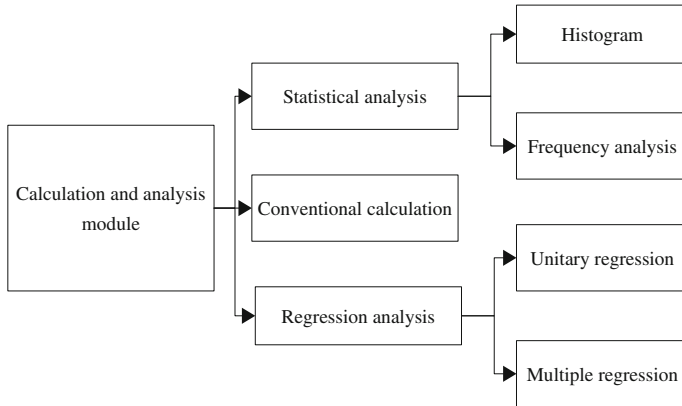 Calculation and analysis
module
Statistical analysis
Conventional calculation
Regression analysis
Histogram
Frequency analysis
Unitary regression
Multiple regression